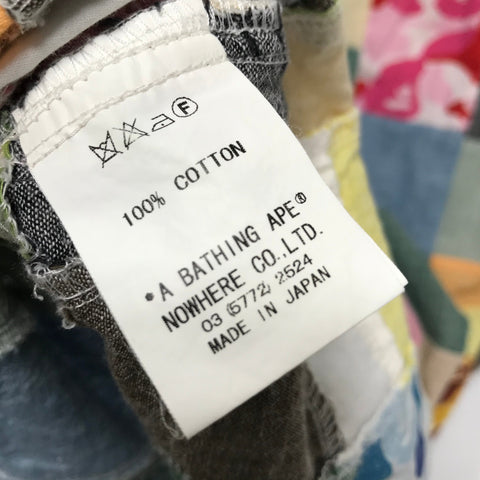 F
100% COTTON
•A BATHING APE®
NOWHERE CO.,LTD.
03 (5772) 2524
MADE IN JAPAN